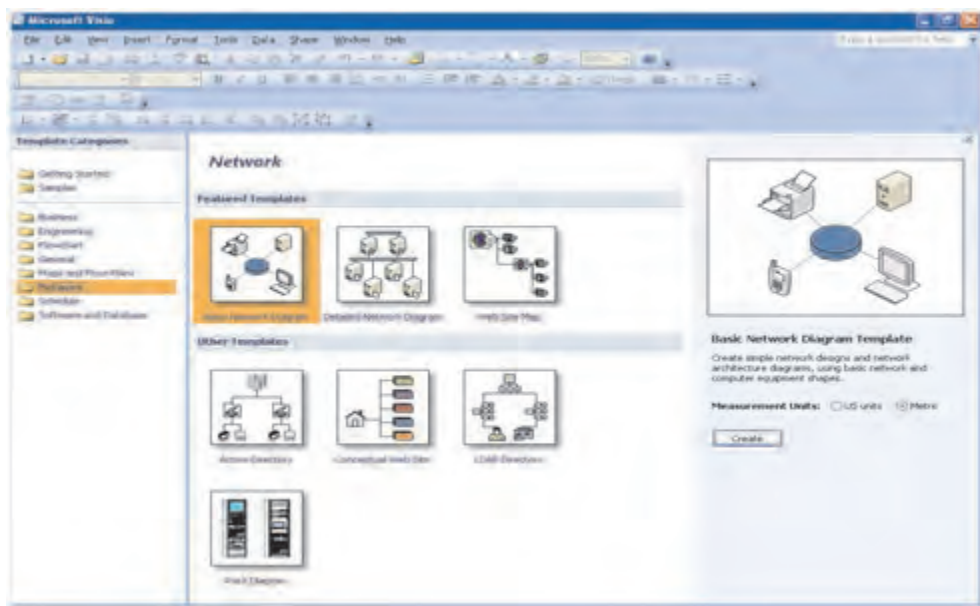 Microsoft Visio
File Edit View Insert Format Tools Data Shape Window Help
Type a question for help
Template Categories
Getting Started
Samples
Business
Engineering
Flowchart
General
Maps and Floor Plans
Network
Schedule
Software and Database
Network
Featured Templates
Basic Network Diagram
Detailed Network Diagram
Web Site Map
Other Templates
Active Directory
Conceptual Web Site
LDAP Directory
Rack Diagram
Basic Network Diagram Template
Create simple network designs and network
architecture diagrams, using basic network and
computer equipment shapes.
Measurement Units: US units Metric
Create